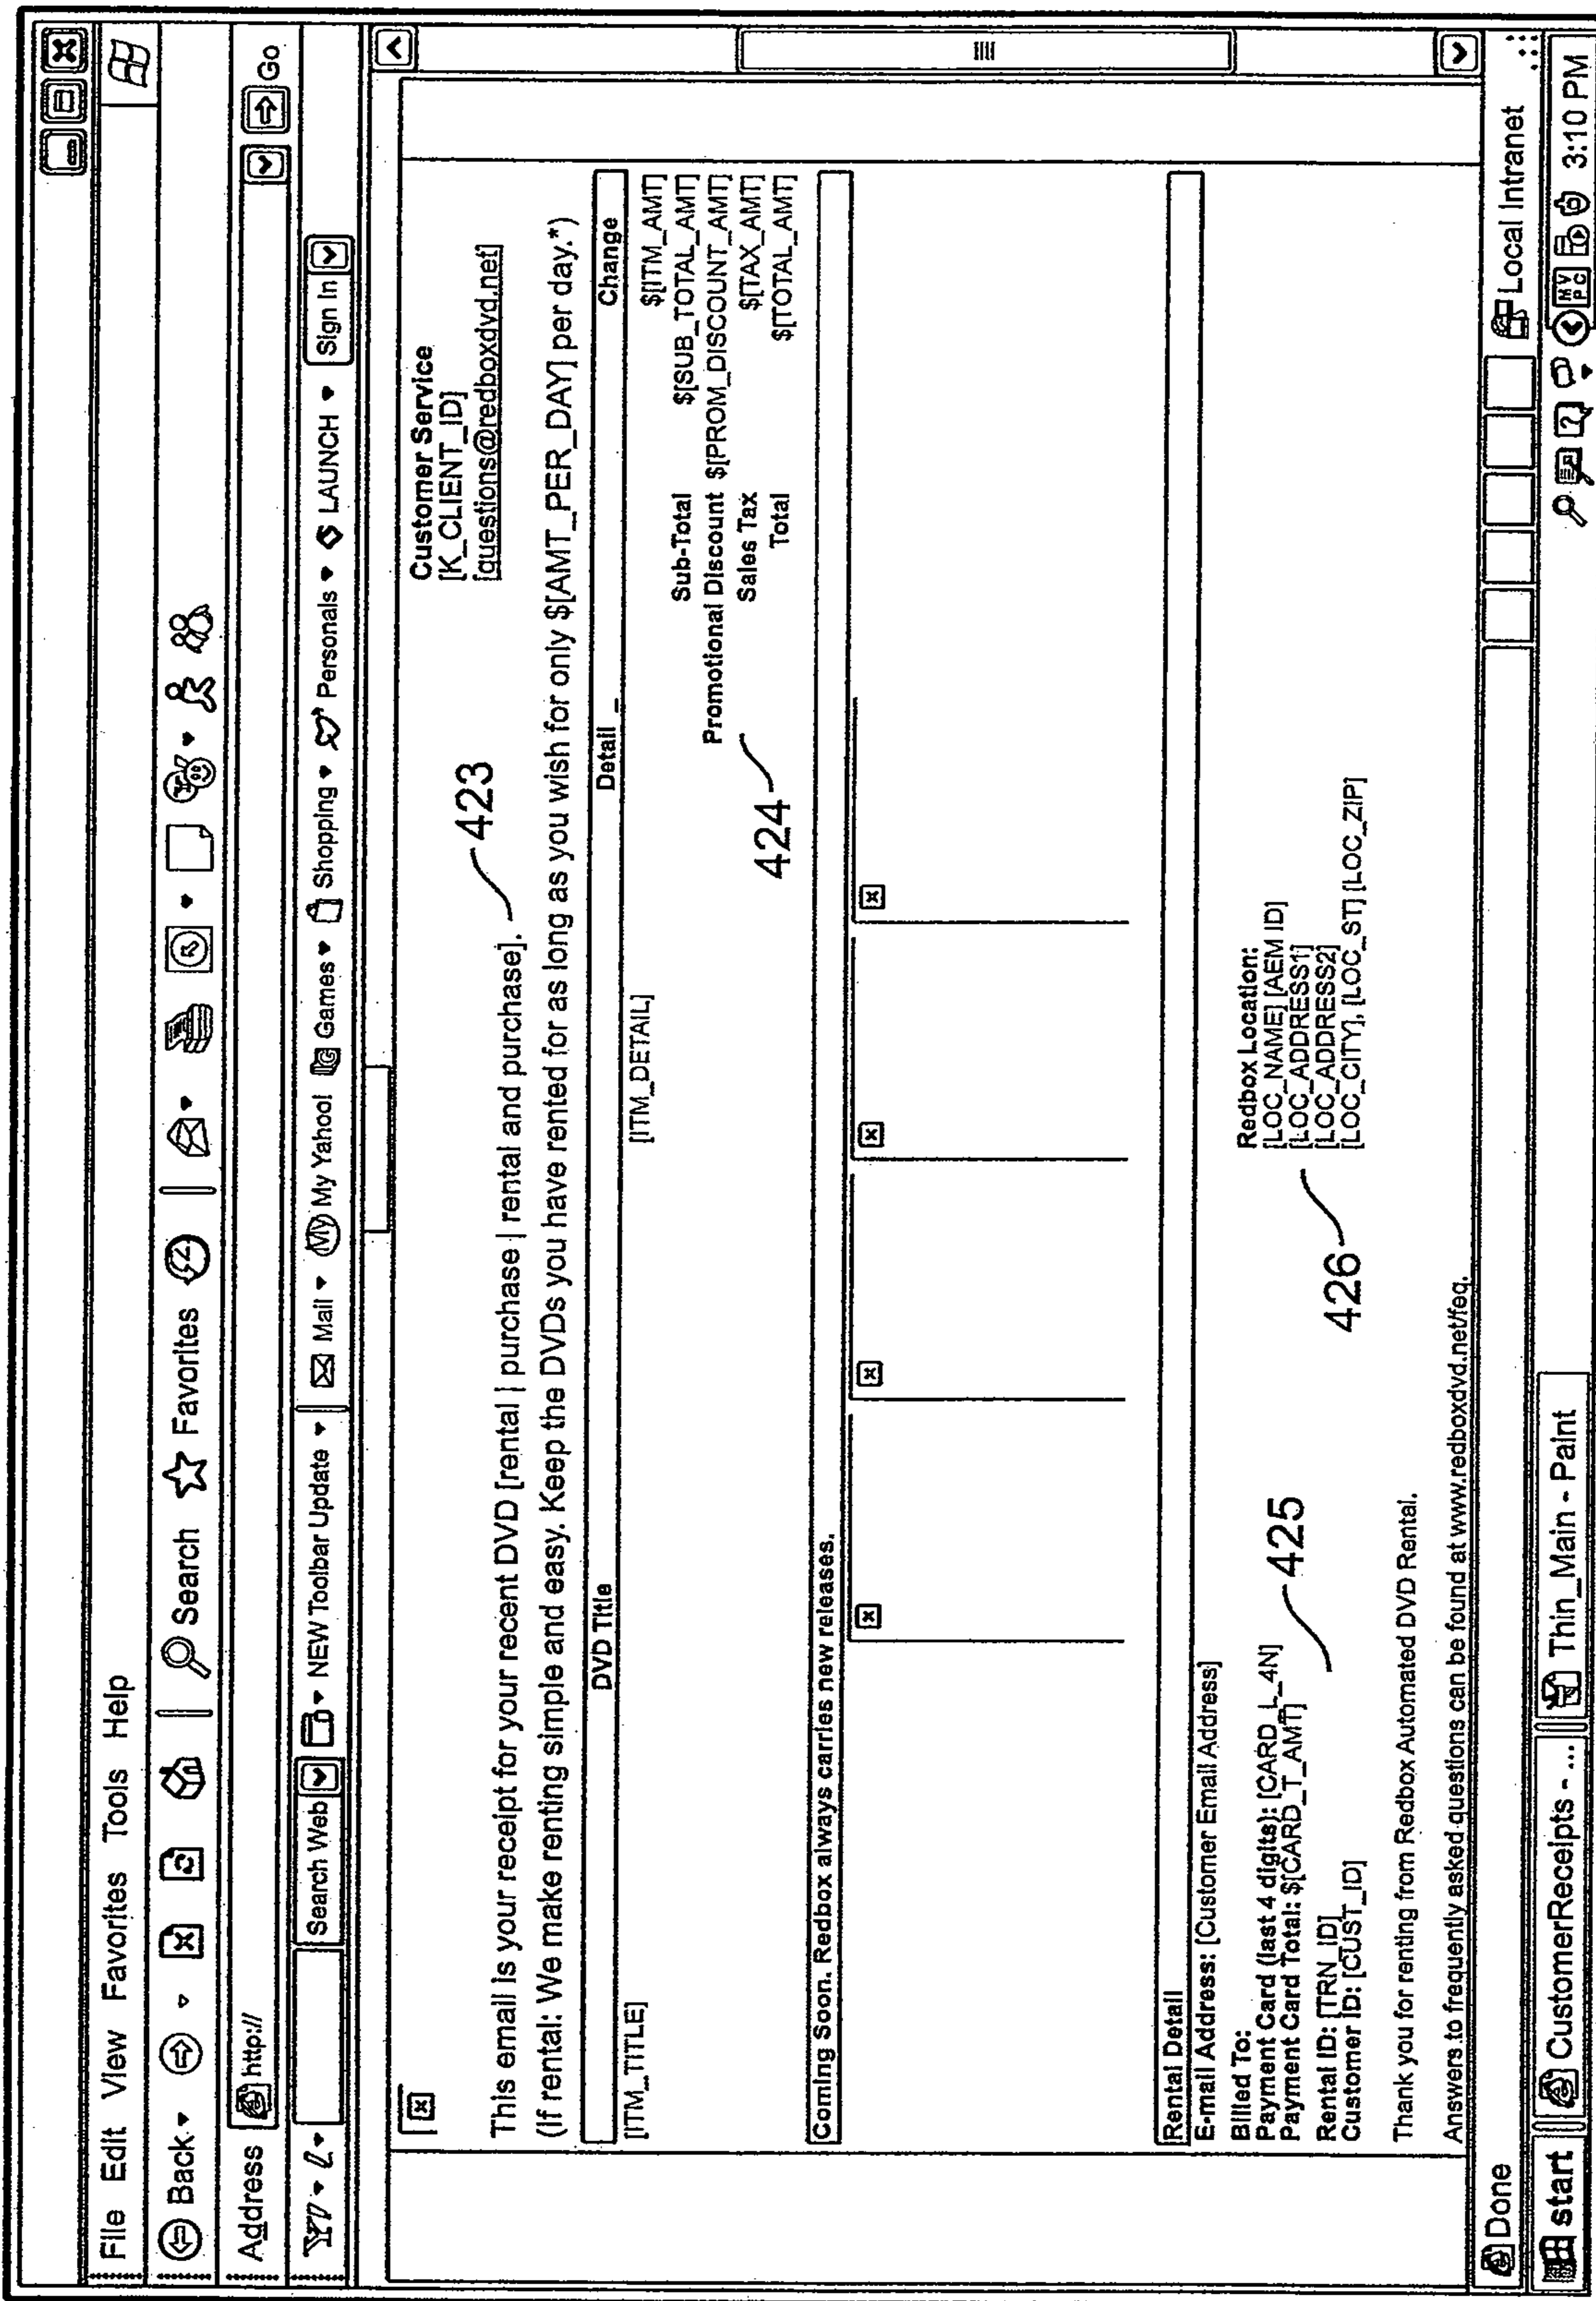 File Edit View Favorites Tools Help
Back Search Favorites
Address http:// Go
Search Web NEW Toolbar Update Mail My Yahoo! Games Shopping Personals LAUNCH Sign In
Customer Service
[K_CLIENT_ID]
[questions@redboxdvd.net]
This email is your receipt for your recent DVD [rental | purchase | rental and purchase]. 423
(If rental: We make renting simple and easy. Keep the DVDs you have rented for as long as you wish for only $[AMT_PER_DAY] per day.*)
DVD Title Detail Change
[ITM_TITLE] [ITM_DETAIL] $[ITM_AMT]
Sub-Total $[SUB_TOTAL_AMT]
Promotional Discount $[PROM_DISCOUNT_AMT]
Sales Tax $[TAX_AMT]
424
Total $[TOTAL_AMT]
Coming Soon. Redbox always carries new releases.
Rental Detail
E-mail Address: [Customer Email Address]
Billed To:
Payment Card (last 4 digits): [CARD_L_4N]
Payment Card Total: $[CARD_T_AMT]
425
Rental ID: [TRN_ID]
Customer ID: [CUST_ID]
Redbox Location:
[LOC_NAME] [AEM ID]
[LOC_ADDRESS1]
[LOC_ADDRESS2]
[LOC_CITY], [LOC_ST] [LOC_ZIP]
426
Thank you for renting from Redbox Automated DVD Rental.
Answers to frequently asked questions can be found at www.redboxdvd.net/feq.
Done Local Intranet
start CustomerReceipts - ... Thin_Main - Paint MV PC 3:10 PM